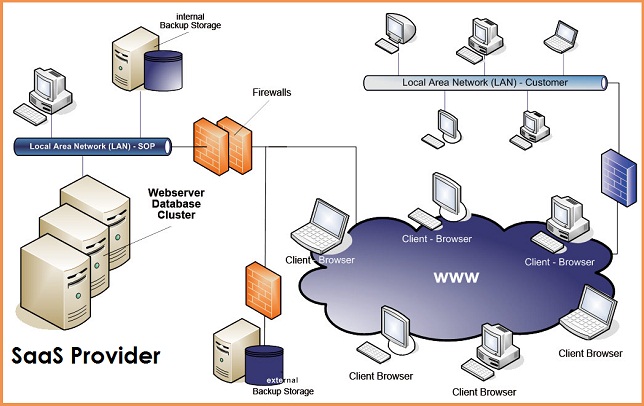 internal
Backup Storage
Firewalls
Local Area Network (LAN) - Customer
Local Area Network (LAN) - SOP
Webserver
Database
Cluster
Client - Browser
Client - Browser
Client - Browser
www
SaaS Provider
external
Backup Storage
Client Browser
Client Browser
Client Browser